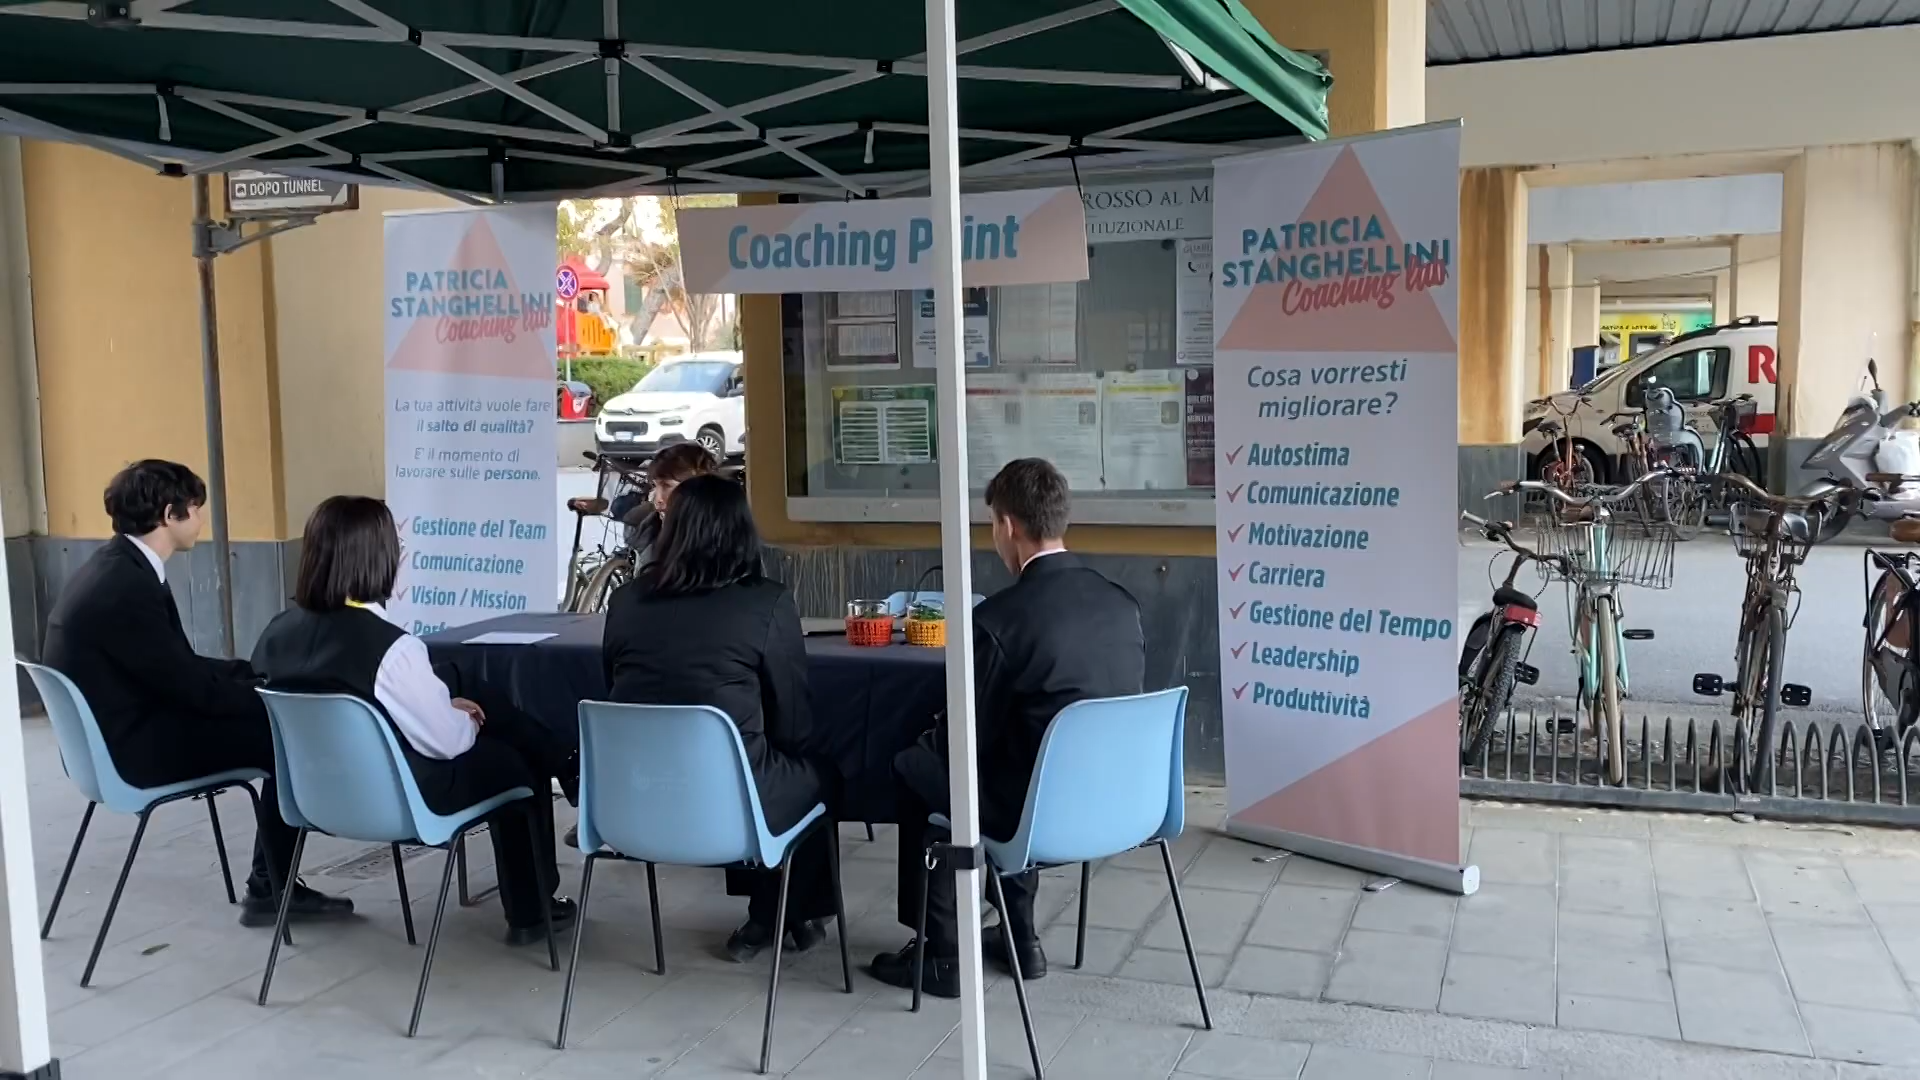 DOPO TUNNEL
PATRICIA
STANGHELLINI
Coaching lab
La tua attività vuole fare
il salto di qualità?
E' il momento di
lavorare sulle persone.
Gestione del Team
Comunicazione
Vision / Mission
Coaching P int
ROSSO AL M
ITUZIONALE
PATRICIA
STANGHELLINI
Coaching lab
Cosa vorresti
migliorare?
Autostima
Comunicazione
Motivazione
Carriera
Gestione del Tempo
Leadership
Produttività
R